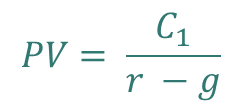 PV = C₁ / (r − g)